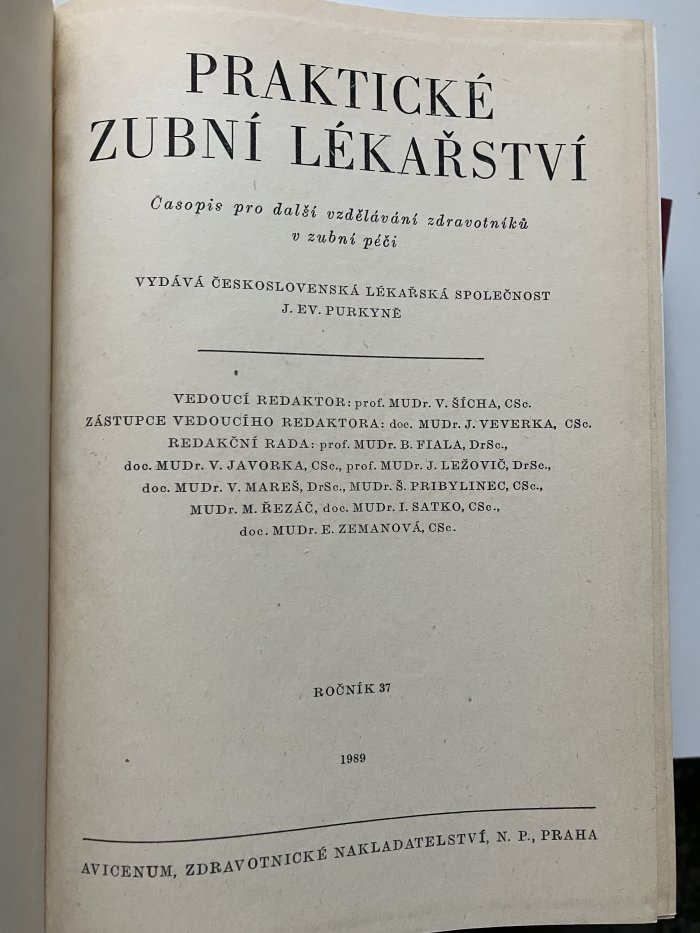 PRAKTICKÉ
ZUBNÍ LÉKAŘSTVÍ
Časopis pro další vzdělávání zdravotníků
v zubní péči
VYDÁVÁ ČESKOSLOVENSKÁ LÉKAŘSKÁ SPOLEČNOST
J. EV. PURKYNĚ
VEDOUCÍ REDAKTOR: prof. MUDr. V. ŠÍCHA, CSc.
ZÁSTUPCE VEDOUCÍHO REDAKTORA: doc. MUDr. J. VEVERKA, CSc.
REDAKČNÍ RADA: prof. MUDr. B. FIALA, DrSc.,
doc. MUDr. V. JAVORKA, CSc., prof. MUDr. J. LEŽOVIČ, DrSc.,
doc. MUDr. V. MAREŠ, DrSc., MUDr. Š. PRIBYLINEC, CSc.,
MUDr. M. ŘEZÁČ, doc. MUDr. I. SATKO, CSc.,
doc. MUDr. E. ZEMANOVÁ, CSc.
ROČNÍK 37
1989
AVICENUM, ZDRAVOTNICKÉ NAKLADATELSTVÍ, N. P., PRAHA